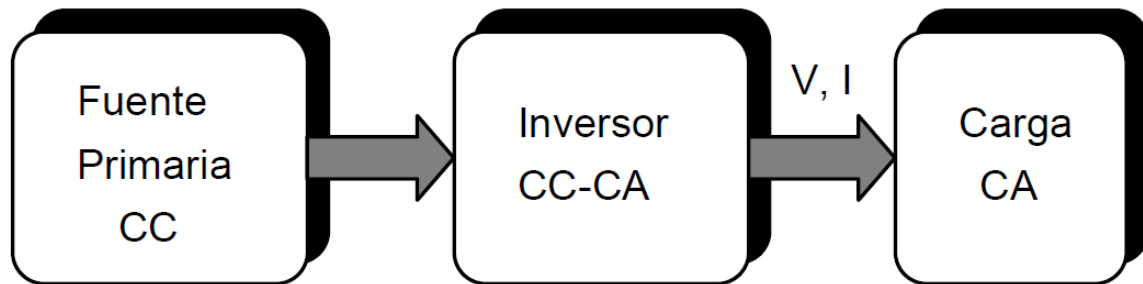 Fuente
Primaria
CC
Inversor
CC-CA
V, I
Carga
CA